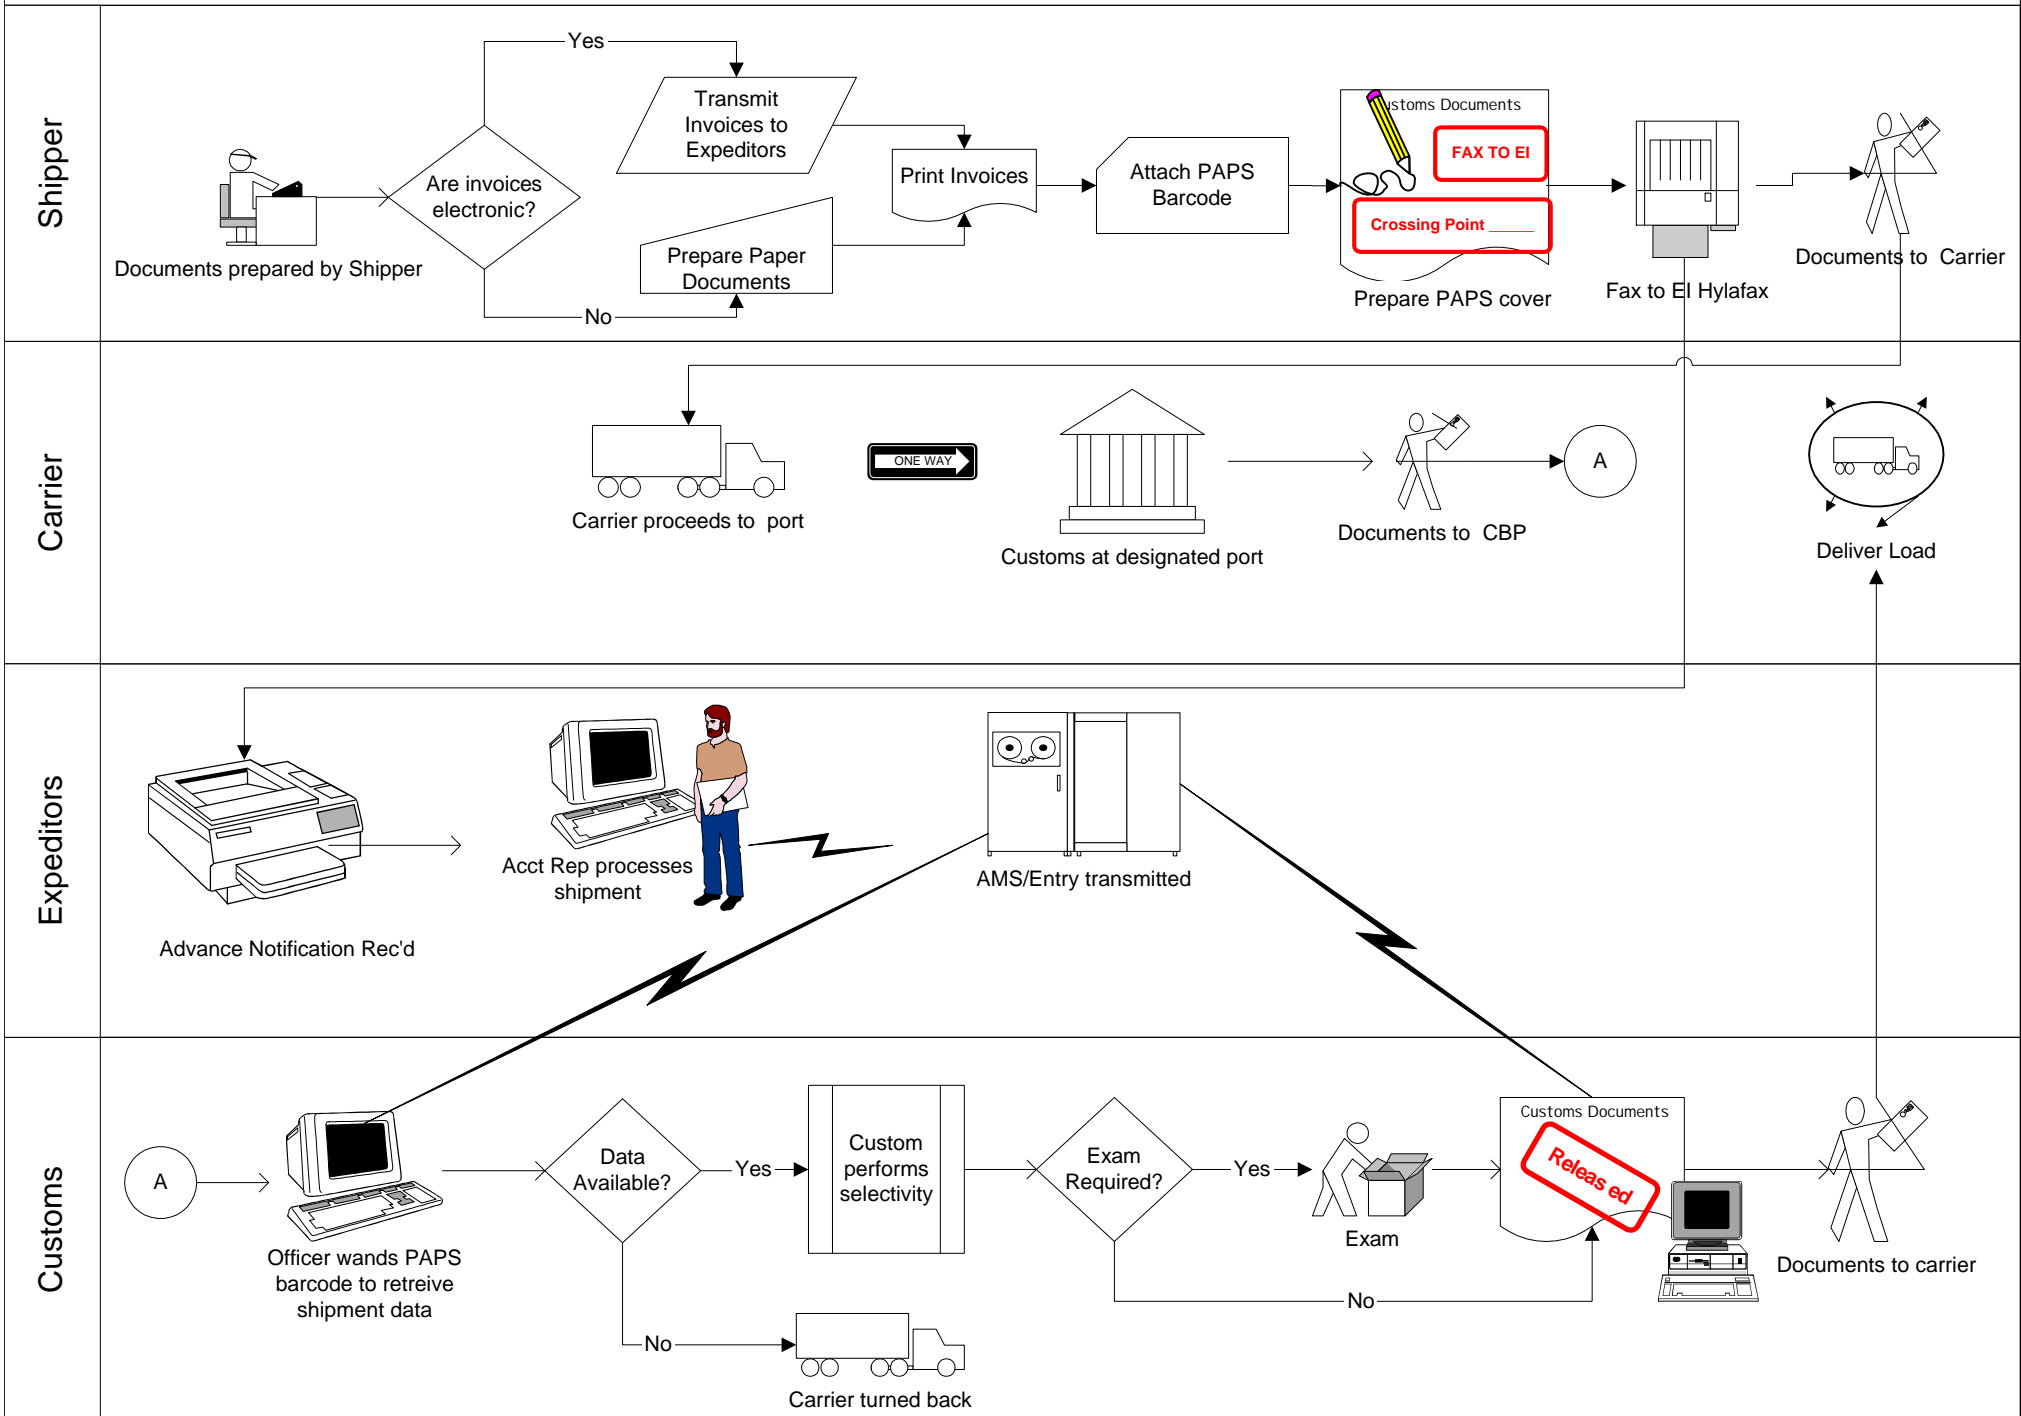 Shipper
Yes
Transmit
Invoices to
Expeditors
Are invoices
electronic?
Documents prepared by Shipper
Prepare Paper
Documents
No
Print Invoices
Attach PAPS
Barcode
Customs Documents
FAX TO EI
Crossing Point ______
Prepare PAPS cover
Fax to EI Hylafax
Documents to Carrier
Carrier
Carrier proceeds to port
ONE WAY
Customs at designated port
Documents to CBP
A
Deliver Load
Expeditors
Advance Notification Rec'd
Acct Rep processes
shipment
AMS/Entry transmitted
Customs
A
Officer wands PAPS
barcode to retreive
shipment data
Data
Available?
Yes
No
Carrier turned back
Custom
performs
selectivity
Exam
Required?
Yes
Exam
No
Customs Documents
Releas ed
Documents to carrier